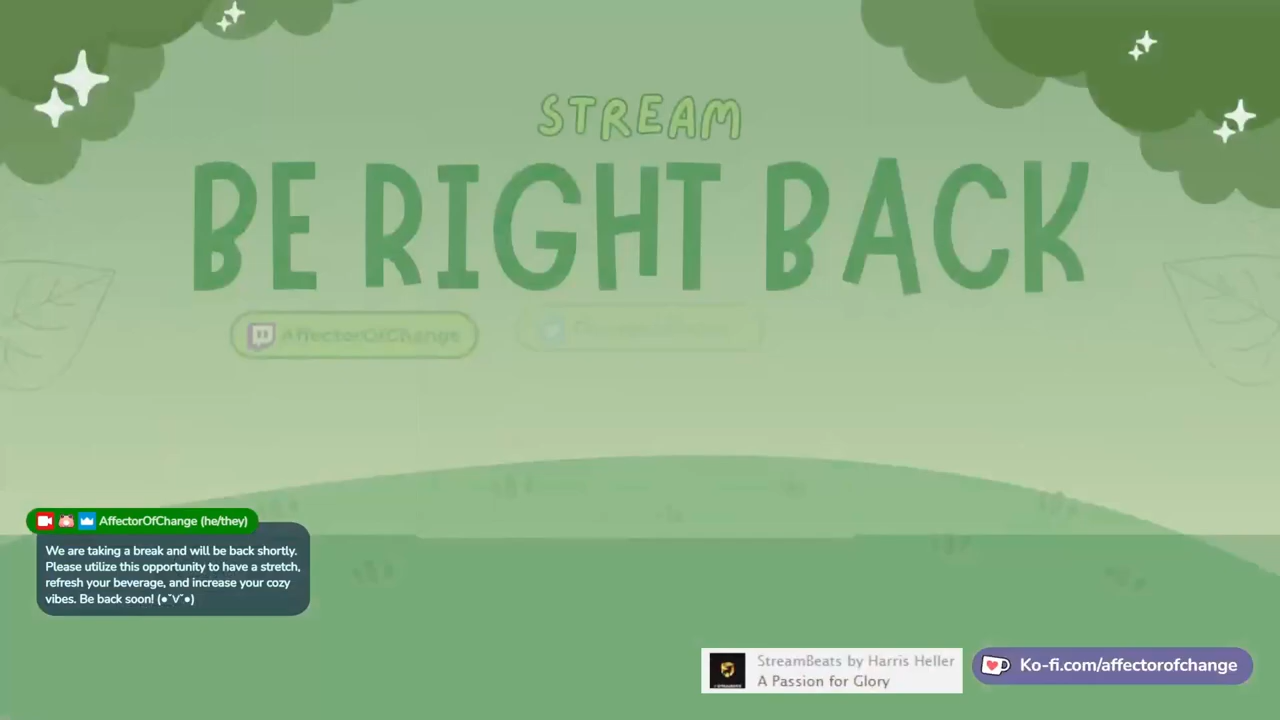 STREAM
BE RIGHT BACK
AffectorOfChange
AffectorOfChange (he/they)
We are taking a break and will be back shortly.
Please utilize this opportunity to have a stretch,
refresh your beverage, and increase your cozy
vibes. Be back soon! (●ˇ∀ˇ●)
StreamBeats by Harris Heller
A Passion for Glory
Ko-fi.com/affectorofchange